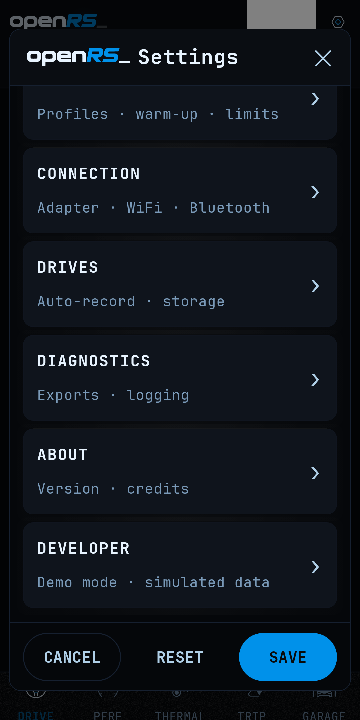 openRS_
openRS_ Settings
Profiles · warm-up · limits
CONNECTION
Adapter · WiFi · Bluetooth
DRIVES
Auto-record · storage
DIAGNOSTICS
Exports · logging
ABOUT
Version · credits
DEVELOPER
Demo mode · simulated data
CANCEL RESET SAVE
DRIVE PERF THERMAL TRIP GARAGE